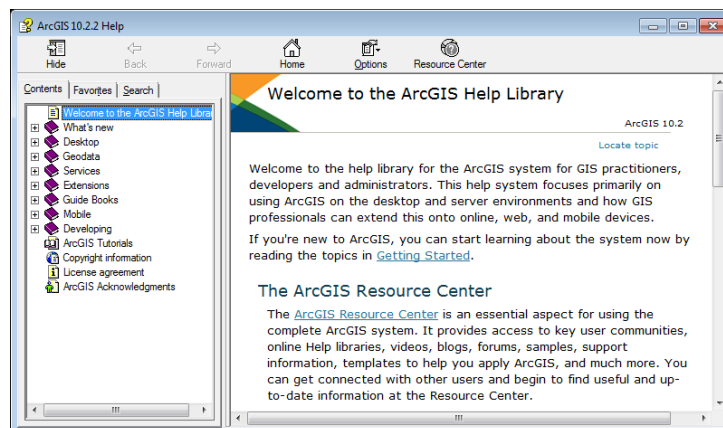 ArcGIS 10.2.2 Help
Hide
Back
Forward
Home
Options
Resource Center
Contents
Favorites
Search
Welcome to the ArcGIS Help Librar
What's new
Desktop
Geodata
Services
Extensions
Guide Books
Mobile
Developing
ArcGIS Tutorials
Copyright information
License agreement
ArcGIS Acknowledgments
Welcome to the ArcGIS Help Library
ArcGIS 10.2
Locate topic
Welcome to the help library for the ArcGIS system for GIS practitioners,
developers and administrators. This help system focuses primarily on
using ArcGIS on the desktop and server environments and how GIS
professionals can extend this onto online, web, and mobile devices.
If you're new to ArcGIS, you can start learning about the system now by
reading the topics in Getting Started.
The ArcGIS Resource Center
The ArcGIS Resource Center is an essential aspect for using the
complete ArcGIS system. It provides access to key user communities,
online Help libraries, videos, blogs, forums, samples, support
information, templates to help you apply ArcGIS, and much more. You
can get connected with other users and begin to find useful and up-
to-date information at the Resource Center.